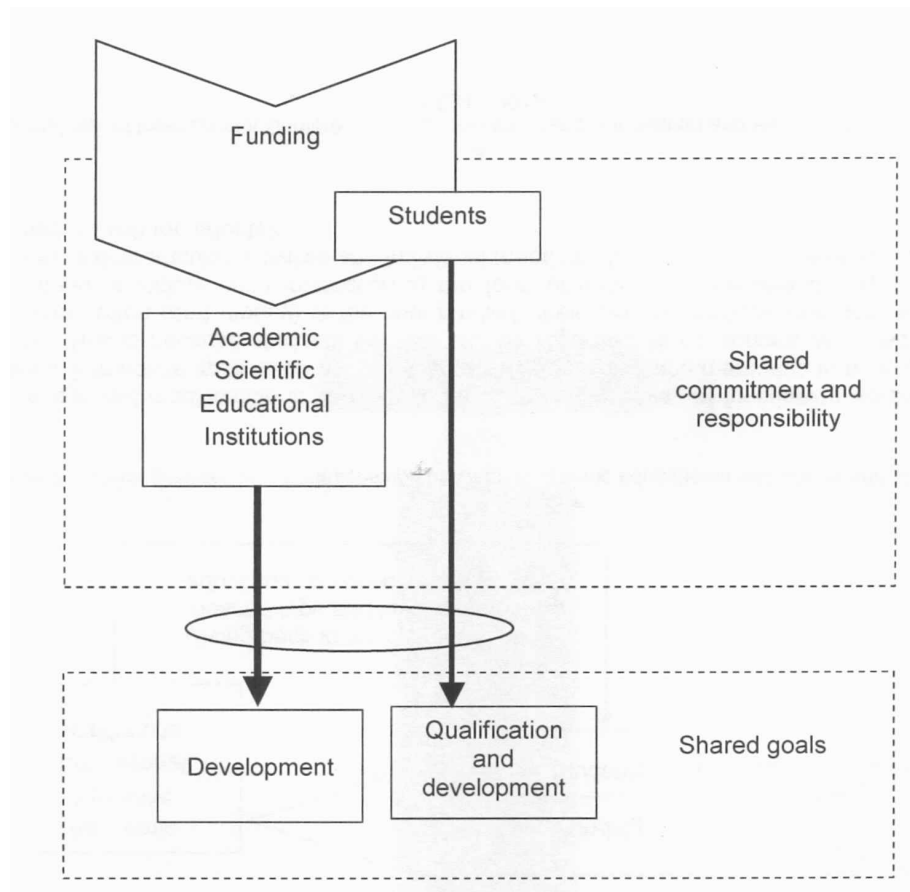 Funding
Students
Academic
Scientific
Educational
Institutions
Shared
commitment and
responsibility
Development
Qualification
and
development
Shared goals